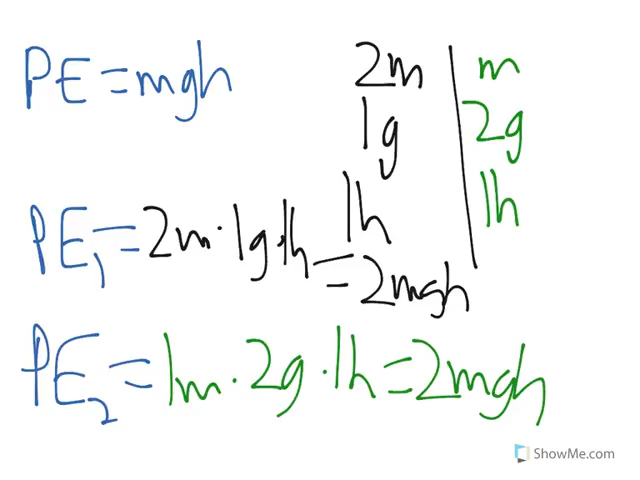 PE = mgh
2m | m
1g | 2g
1h | 1h
PE₁ = 2m · 1g · 1h = 2mgh
PE₂ = 1m · 2g · 1h = 2mgh
ShowMe.com